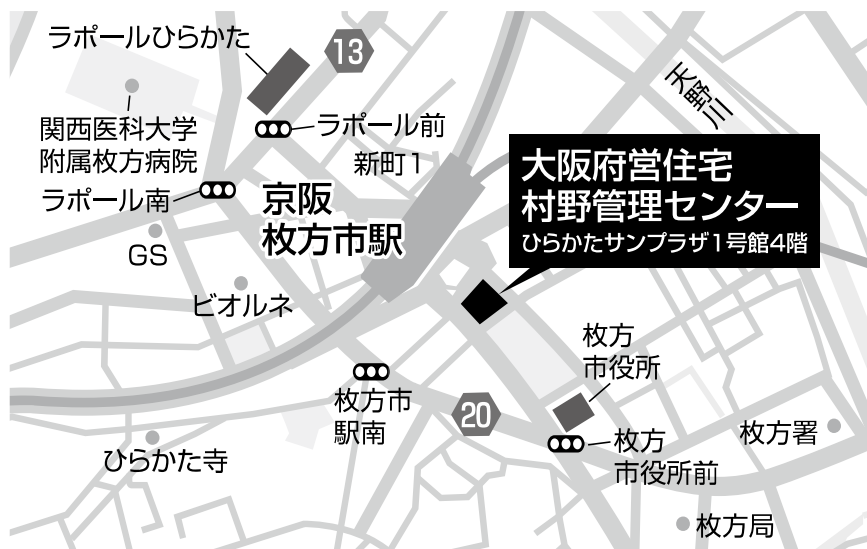 ラポールひらかた
13
天野川
関西医科大学
附属枚方病院
ラポール前
新町1
大阪府営住宅
村野管理センター
ひらかたサンプラザ1号館4階
ラポール南
京阪
枚方市駅
GS
ビオルネ
枚方
市役所
枚方市
駅南
20
枚方
市役所前
枚方署
ひらかた寺
枚方局